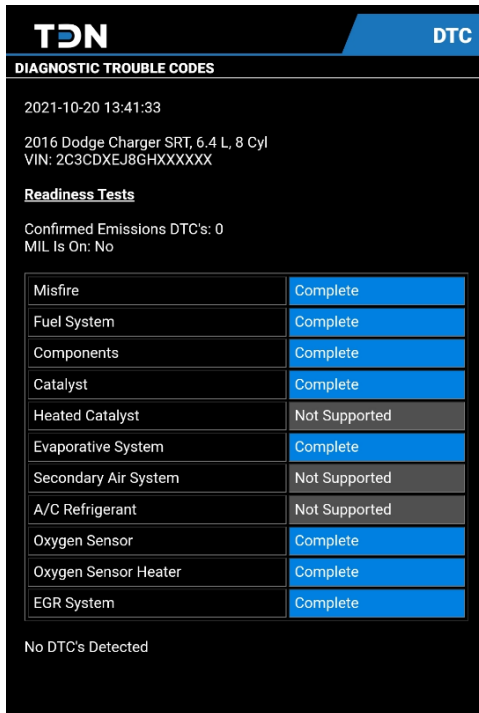 TDN
DTC
DIAGNOSTIC TROUBLE CODES
2021-10-20 13:41:33
2016 Dodge Charger SRT, 6.4 L, 8 Cyl
VIN: 2C3CDXEJ8GHXXXXXX
Readiness Tests
Confirmed Emissions DTC's: 0
MIL Is On: No
Misfire Complete
Fuel System Complete
Components Complete
Catalyst Complete
Heated Catalyst Not Supported
Evaporative System Complete
Secondary Air System Not Supported
A/C Refrigerant Not Supported
Oxygen Sensor Complete
Oxygen Sensor Heater Complete
EGR System Complete
No DTC's Detected